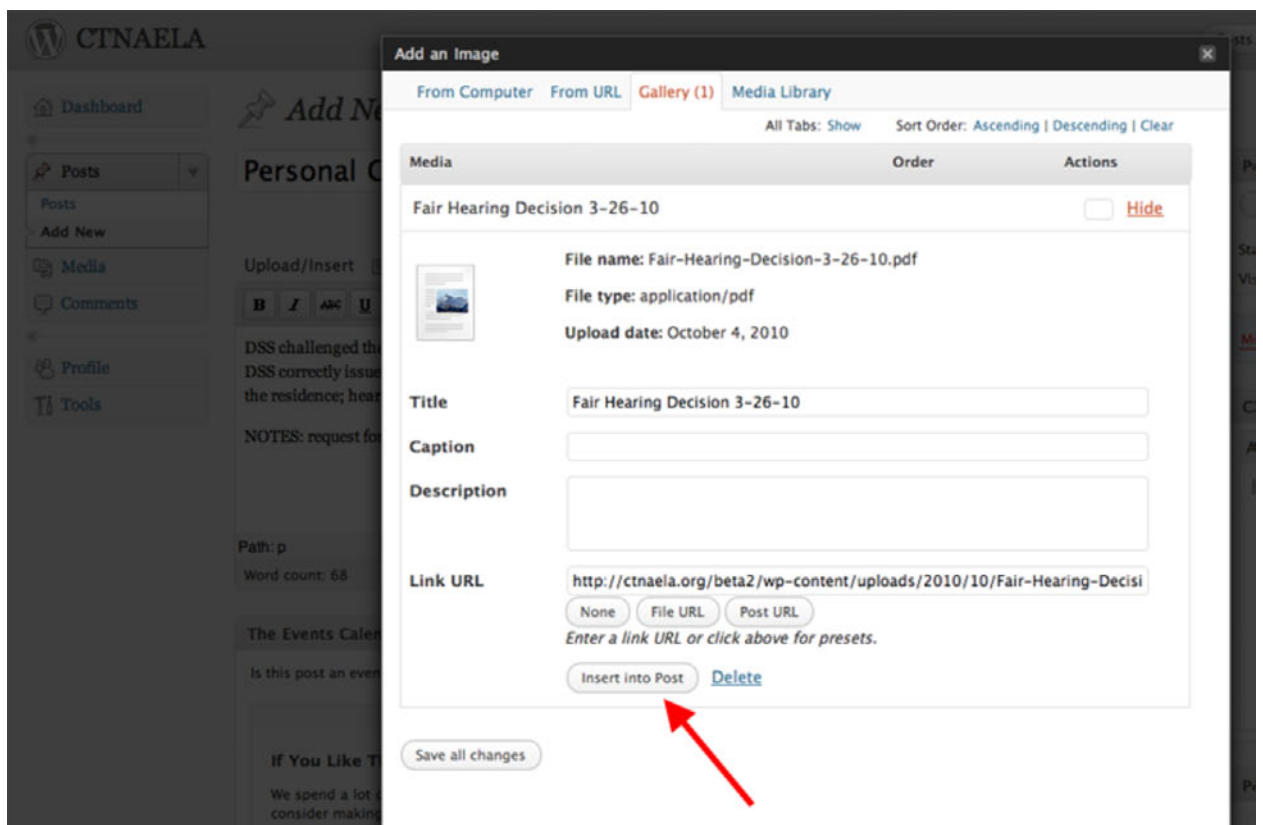 CTNAELA
Add an Image
Dashboard
Add Ne
From Computer From URL Gallery (1) Media Library
All Tabs: Show Sort Order: Ascending | Descending | Clear
Posts
Personal C
Media Order Actions
Posts
Fair Hearing Decision 3-26-10 Hide
Add New
Media
Upload/Insert
File name: Fair-Hearing-Decision-3-26-10.pdf
Comments
B I ABC U
File type: application/pdf
Upload date: October 4, 2010
DSS challenged the
DSS correctly issue
the residence; hear
Profile
Tools
Title Fair Hearing Decision 3-26-10
NOTES: request for
Caption
Description
Path: p
Word count: 68
Link URL http://ctnaela.org/beta2/wp-content/uploads/2010/10/Fair-Hearing-Decisi
None File URL Post URL
Enter a link URL or click above for presets.
The Events Calen
Is this post an even
Insert into Post Delete
If You Like T
Save all changes
We spend a lot
consider making